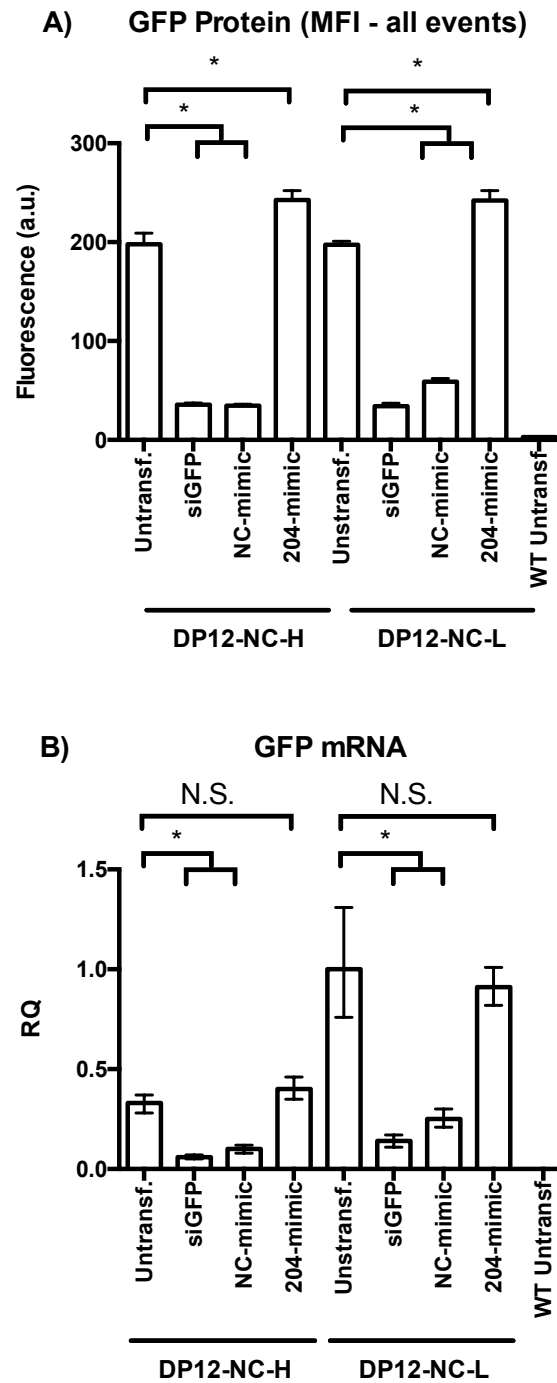 A) GFP Protein (MFI - all events)
*
*
*
*
300
200
100
0
Fluorescence (a.u.)
Untransf.
siGFP
NC-mimic
204-mimic
Unstransf.
siGFP
NC-mimic
204-mimic
WT Untransf.
DP12-NC-H
DP12-NC-L
B) GFP mRNA
N.S.
N.S.
*
*
1.5
1.0
0.5
0.0
RQ
Untransf.
siGFP
NC-mimic
204-mimic
Unstransf.
siGFP
NC-mimic
204-mimic
WT Untransf.
DP12-NC-H
DP12-NC-L